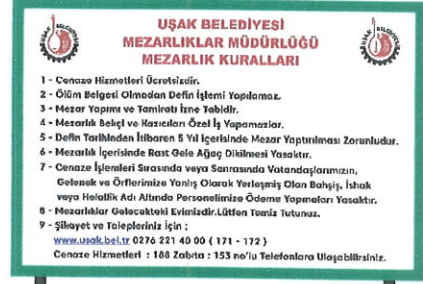 UŞAK BELEDİYESİ
MEZARLIKLAR MÜDÜRLÜĞÜ
MEZARLIK KURALLARI
1 - Cenaze Hizmetleri Ücretsizdir.
2 - Ölüm Belgesi Olmadan Defin İşlemi Yapılamaz.
3 - Mezar Yapımı ve Tamiratı İzne Tabidir.
4 - Mezarlık Bekçi ve Kazıcıları Özel İş Yapamazlar.
5 - Defin Tarihinden İtibaren 5 Yıl İçerisinde Mezar Yaptırılması Zorunludur.
6 - Mezarlık İçerisinde Rast Gele Ağaç Dikilmesi Yasaktır.
7 - Cenaze İşlemleri Sırasında veya Sonrasında Vatandaşlarımızın,
Gelenek ve Örflerimize Yanlış Olarak Yerleşmiş Olan Bahşiş, Ishak
veya Helallik Adı Altında Personelimize Ödeme Yapmaları Yasaktır.
8 - Mezarlıklar Gelecekteki Evimizdir.Lütfen Temiz Tutunuz.
9 - Şikayet ve Talepleriniz İçin ;
www.usak.bel.tr 0276 221 40 00 ( 171 - 172 )
Cenaze Hizmetleri : 188 Zabıta : 153 no'lu Telefonlara Ulaşabilirsiniz.